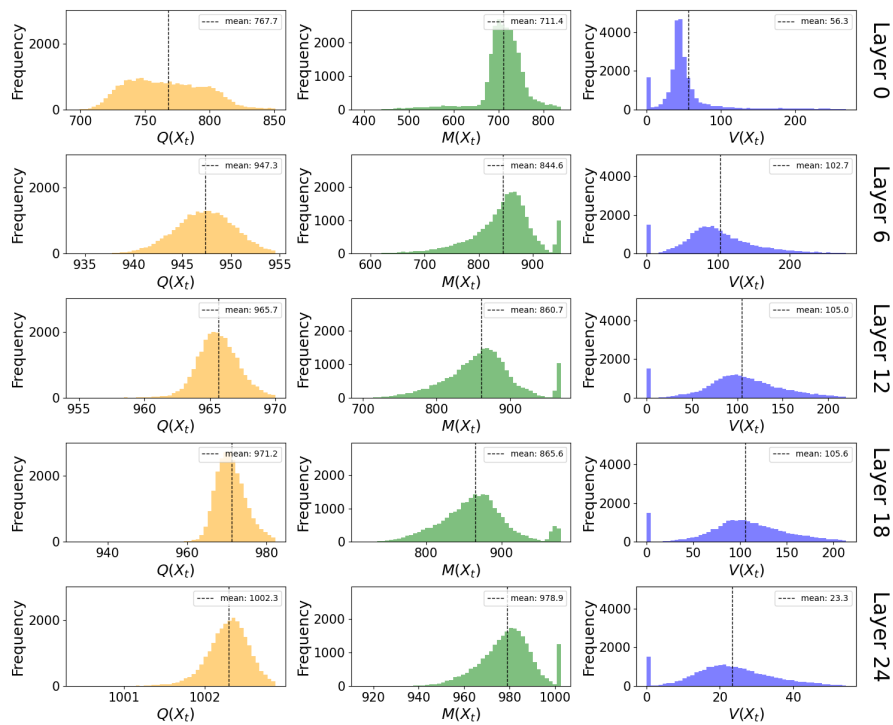 mean: 767.7
mean: 711.4
mean: 56.3
Frequency
2000
0
700 750 800 850
Q(X_t)
Frequency
2000
1000
0
400 500 600 700 800
M(X_t)
Frequency
4000
2000
0
0 100 200
V(X_t)
Layer 0
mean: 947.3
mean: 844.6
mean: 102.7
Frequency
2000
0
935 940 945 950 955
Q(X_t)
Frequency
2000
1000
0
600 700 800 900
M(X_t)
Frequency
4000
2000
0
0 100 200
V(X_t)
Layer 6
mean: 965.7
mean: 860.7
mean: 105.0
Frequency
2000
0
955 960 965 970
Q(X_t)
Frequency
2000
1000
0
700 800 900
M(X_t)
Frequency
4000
2000
0
0 50 100 150 200
V(X_t)
Layer 12
mean: 971.2
mean: 865.6
mean: 105.6
Frequency
2000
0
940 960 980
Q(X_t)
Frequency
2000
1000
0
800 900
M(X_t)
Frequency
4000
2000
0
0 50 100 150 200
V(X_t)
Layer 18
mean: 1002.3
mean: 978.9
mean: 23.3
Frequency
2000
0
1001 1002
Q(X_t)
Frequency
2000
1000
0
920 940 960 980 1000
M(X_t)
Frequency
4000
2000
0
0 20 40
V(X_t)
Layer 24